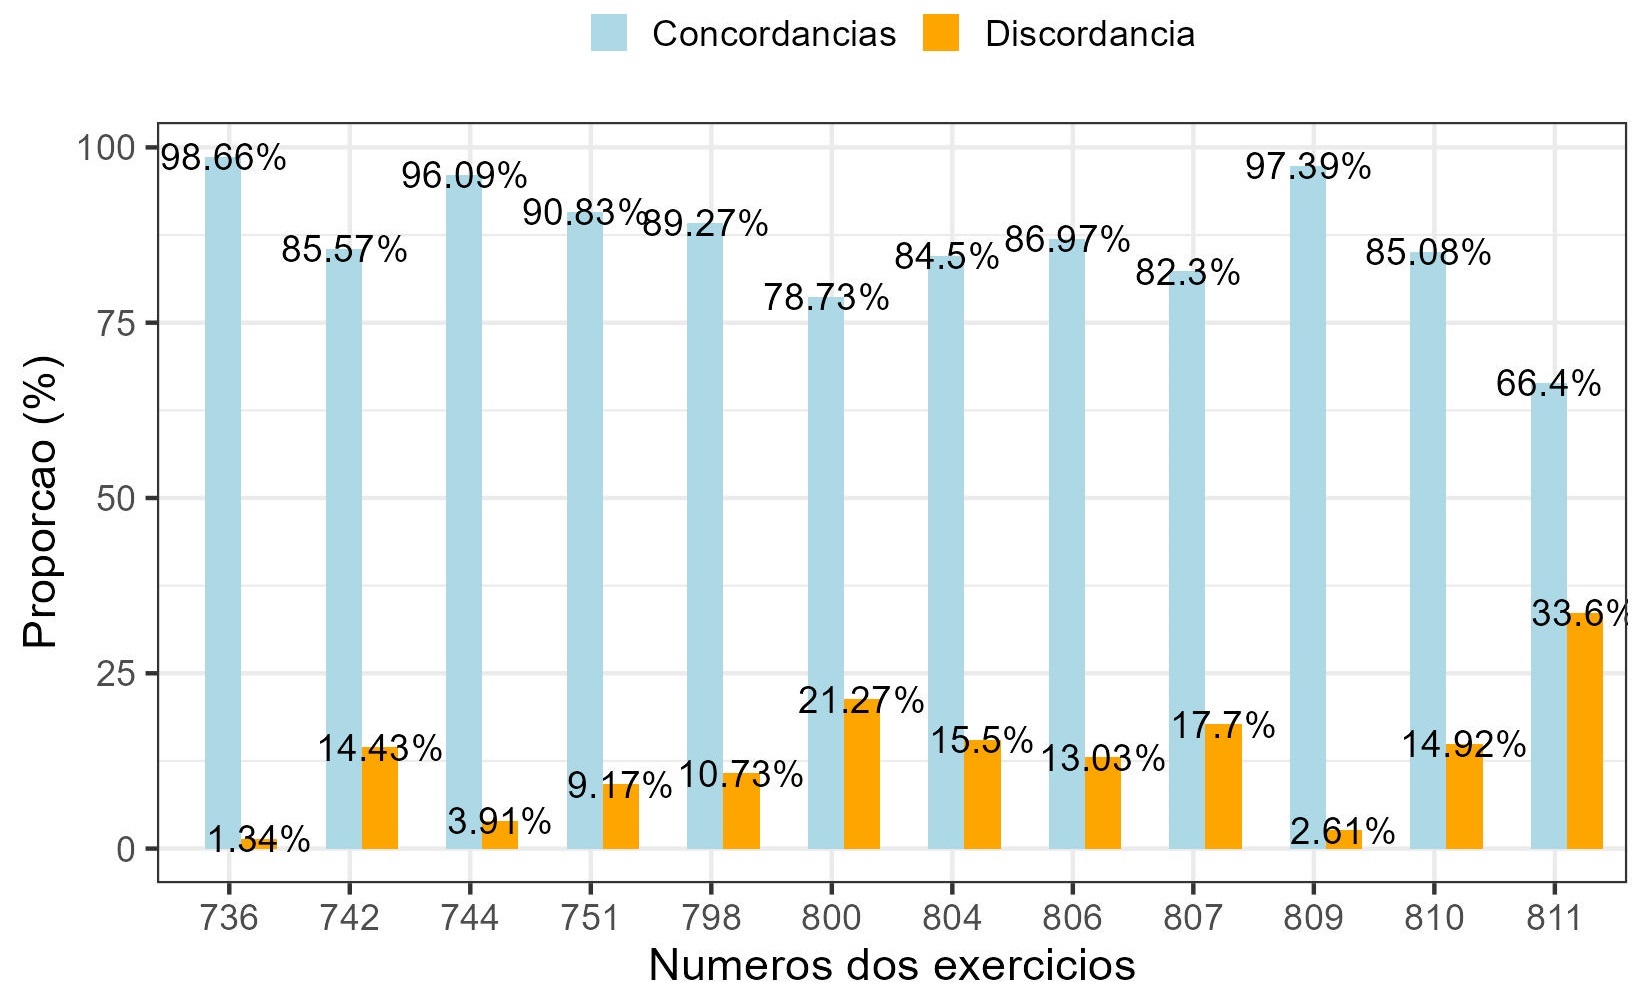 Concordancias Discordancia
100
75
50
25
0
Proporcao (%)
98.66% 85.57% 96.09% 90.83% 89.27% 78.73% 84.5% 86.97% 82.3% 97.39% 85.08% 66.4%
1.34% 14.43% 3.91% 9.17% 10.73% 21.27% 15.5% 13.03% 17.7% 2.61% 14.92% 33.6%
736 742 744 751 798 800 804 806 807 809 810 811
Numeros dos exercicios